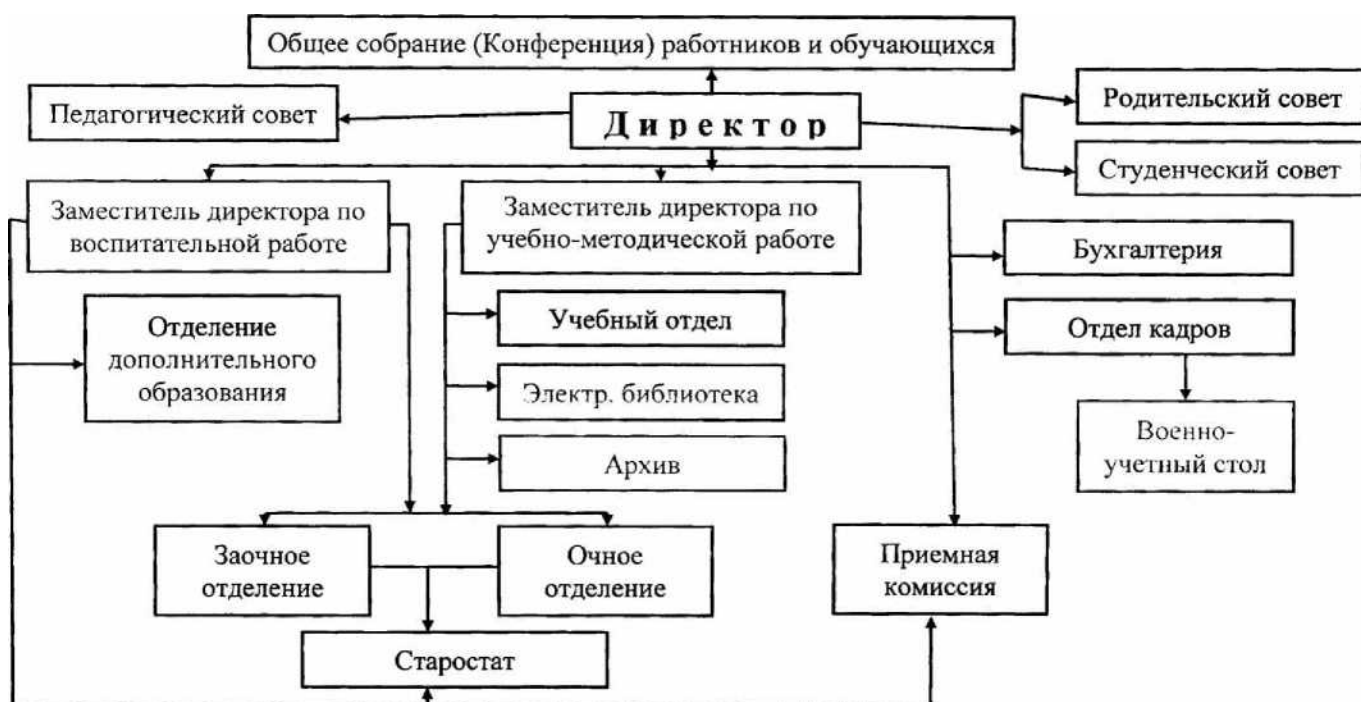 Общее собрание (Конференция) работников и обучающихся
Педагогический совет
Директор
Родительский совет
Студенческий совет
Заместитель директора по
воспитательной работе
Заместитель директора по
учебно-методической работе
Бухгалтерия
Отделение
дополнительного
образования
Учебный отдел
Отдел кадров
Электр. библиотека
Военно-
учетный стол
Архив
Заочное
отделение
Очное
отделение
Приемная
комиссия
Старостат